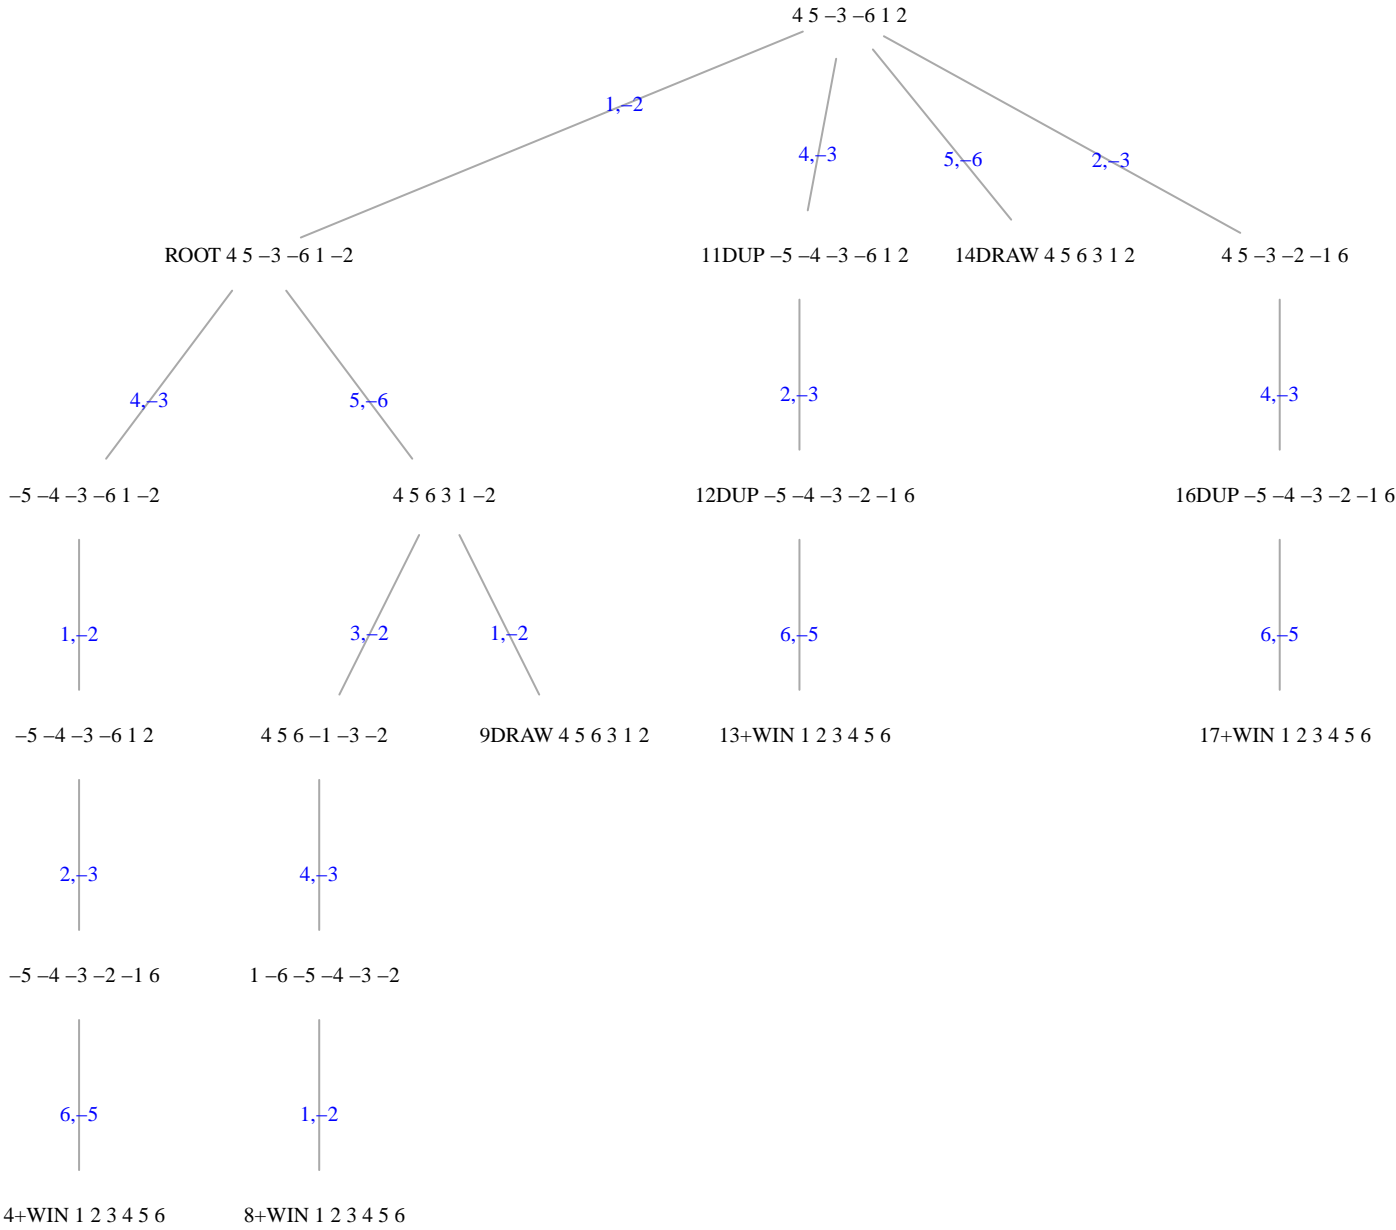 4 5 –3 –6 1 2
1,–2
4,–3
5,–6
2,–3
ROOT 4 5 –3 –6 1 –2
11DUP –5 –4 –3 –6 1 2
14DRAW 4 5 6 3 1 2
4 5 –3 –2 –1 6
4,–3
5,–6
2,–3
4,–3
–5 –4 –3 –6 1 –2
4 5 6 3 1 –2
12DUP –5 –4 –3 –2 –1 6
16DUP –5 –4 –3 –2 –1 6
1,–2
3,–2
1,–2
6,–5
6,–5
–5 –4 –3 –6 1 2
4 5 6 –1 –3 –2
9DRAW 4 5 6 3 1 2
13+WIN 1 2 3 4 5 6
17+WIN 1 2 3 4 5 6
2,–3
4,–3
–5 –4 –3 –2 –1 6
1 –6 –5 –4 –3 –2
6,–5
1,–2
4+WIN 1 2 3 4 5 6
8+WIN 1 2 3 4 5 6